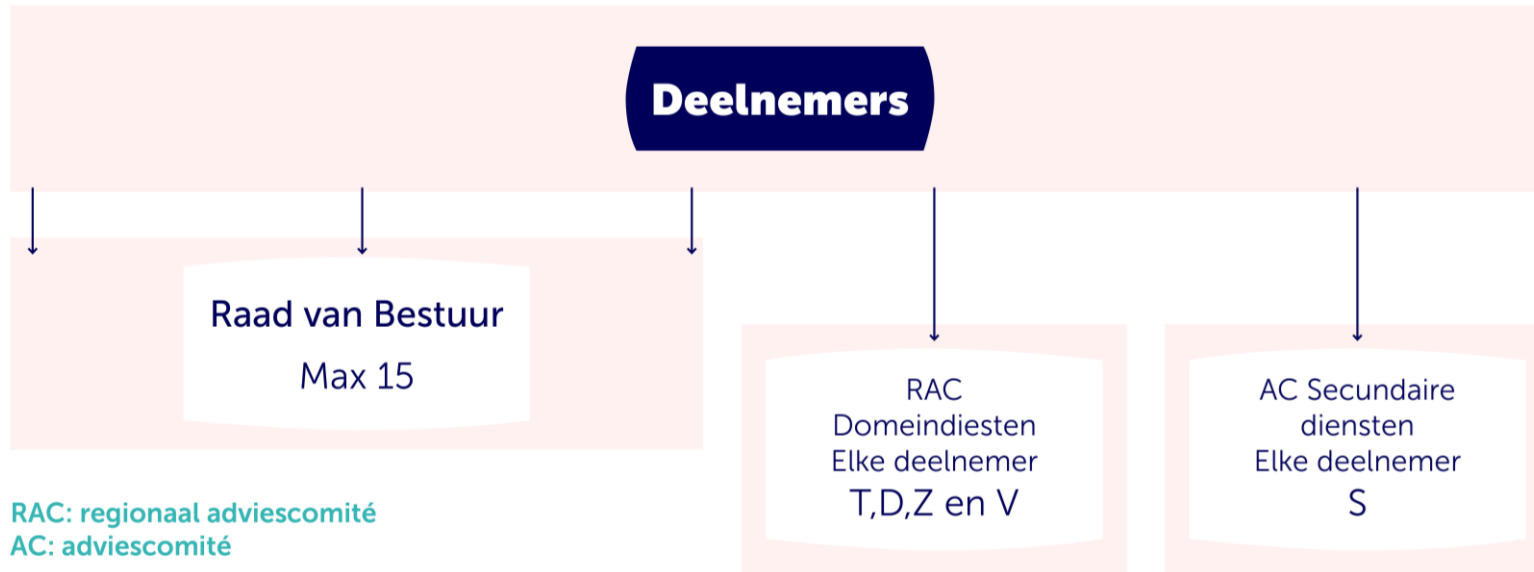 Deelnemers
Raad van Bestuur
Max 15
RAC
Domeindiesten
Elke deelnemer
T,D,Z en V
AC Secundaire
diensten
Elke deelnemer
S
RAC: regionaal adviescomité
AC: adviescomité